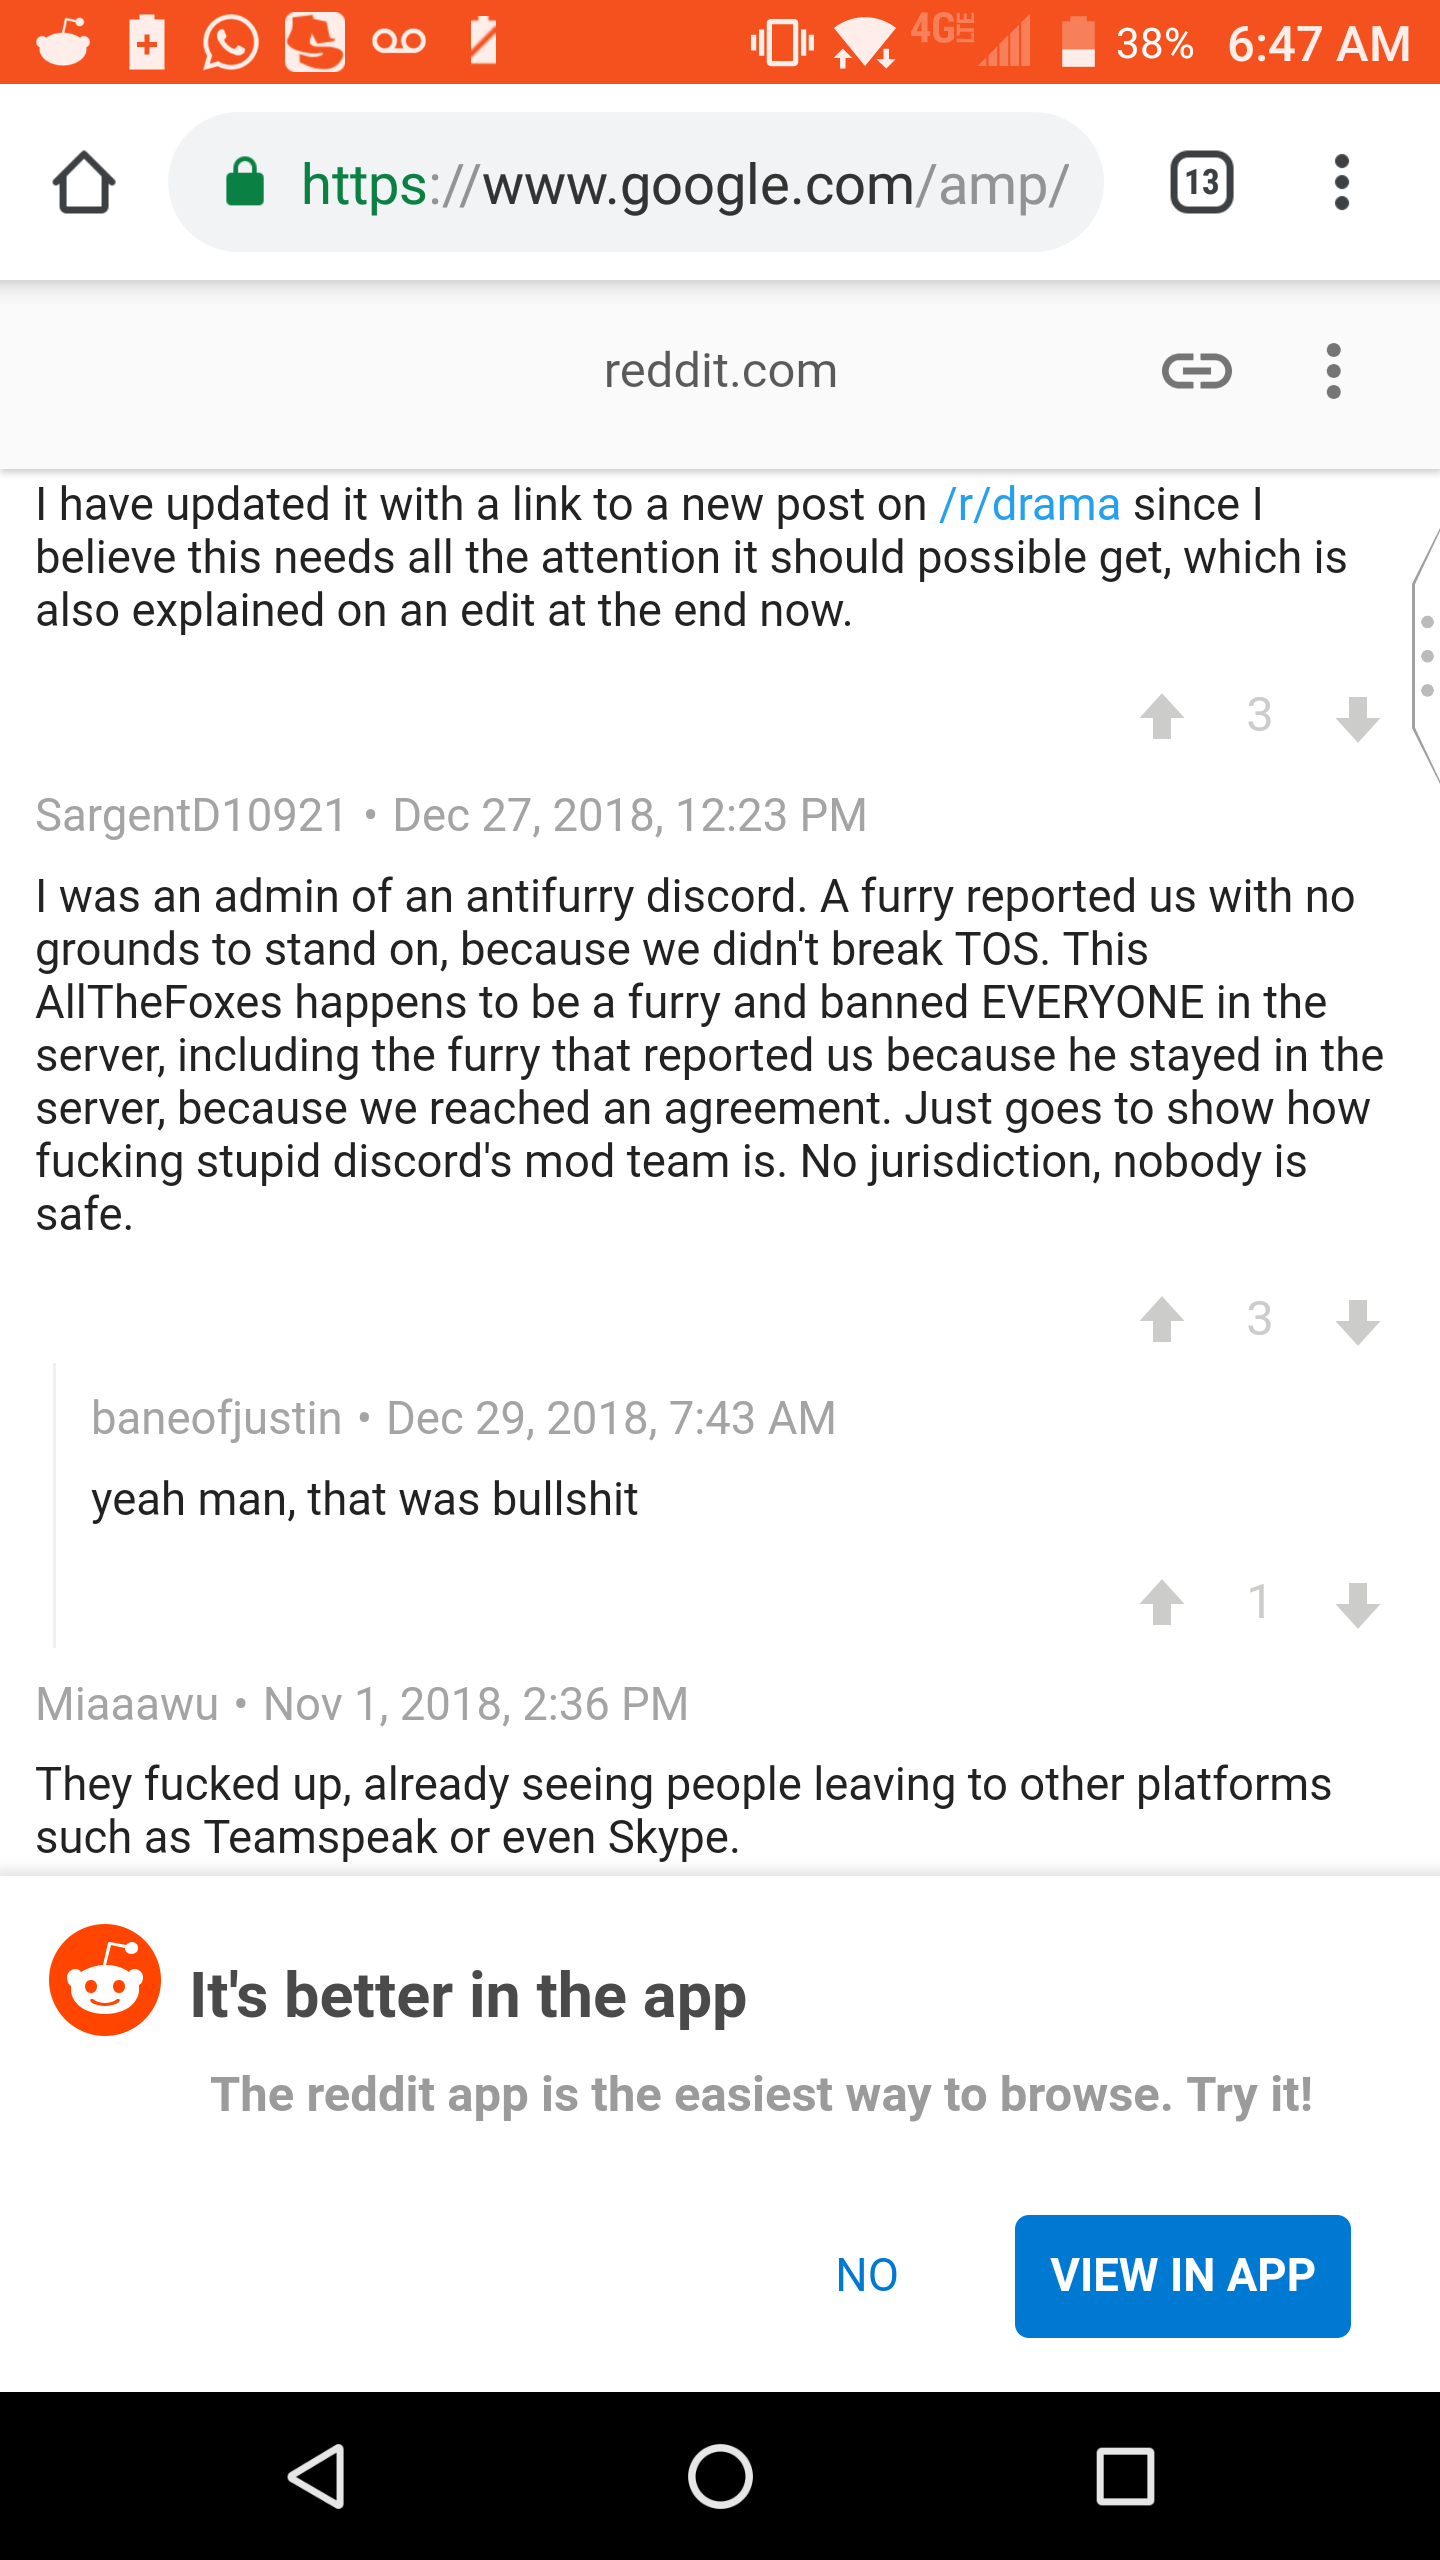 4G LTE 38% 6:47 AM
https://www.google.com/amp/ 13
reddit.com
I have updated it with a link to a new post on /r/drama since I
believe this needs all the attention it should possible get, which is
also explained on an edit at the end now.
3
SargentD10921 • Dec 27, 2018, 12:23 PM
I was an admin of an antifurry discord. A furry reported us with no
grounds to stand on, because we didn't break TOS. This
AllTheFoxes happens to be a furry and banned EVERYONE in the
server, including the furry that reported us because he stayed in the
server, because we reached an agreement. Just goes to show how
fucking stupid discord's mod team is. No jurisdiction, nobody is
safe.
3
baneofjustin • Dec 29, 2018, 7:43 AM
yeah man, that was bullshit
1
Miaaawu • Nov 1, 2018, 2:36 PM
They fucked up, already seeing people leaving to other platforms
such as Teamspeak or even Skype.
It's better in the app
The reddit app is the easiest way to browse. Try it!
NO VIEW IN APP